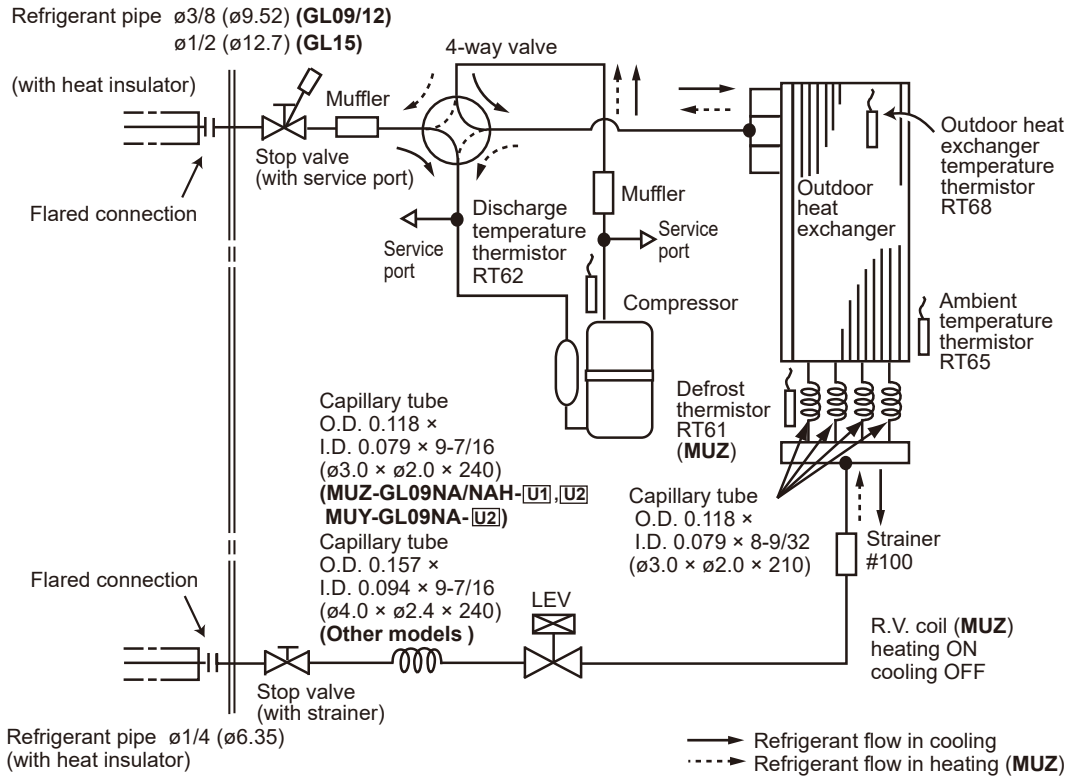 Refrigerant pipe ø3/8 (ø9.52) (GL09/12)
ø1/2 (ø12.7) (GL15)
(with heat insulator)
4-way valve
Muffler
Stop valve
(with service port)
Flared connection
Service
port
Discharge
temperature
thermistor
RT62
Muffler
Service
port
Compressor
Outdoor
heat
exchanger
Outdoor heat
exchanger
temperature
thermistor
RT68
Ambient
temperature
thermistor
RT65
Defrost
thermistor
RT61
(MUZ)
Capillary tube
O.D. 0.118 ×
I.D. 0.079 × 9-7/16
(ø3.0 × ø2.0 × 240)
(MUZ-GL09NA/NAH-U1,U2
MUY-GL09NA-U2)
Capillary tube
O.D. 0.157 ×
I.D. 0.094 × 9-7/16
(ø4.0 × ø2.4 × 240)
(Other models )
Capillary tube
O.D. 0.118 ×
I.D. 0.079 × 8-9/32
(ø3.0 × ø2.0 × 210)
Strainer
#100
Flared connection
LEV
R.V. coil (MUZ)
heating ON
cooling OFF
Stop valve
(with strainer)
Refrigerant pipe ø1/4 (ø6.35)
(with heat insulator)
Refrigerant flow in cooling
Refrigerant flow in heating (MUZ)